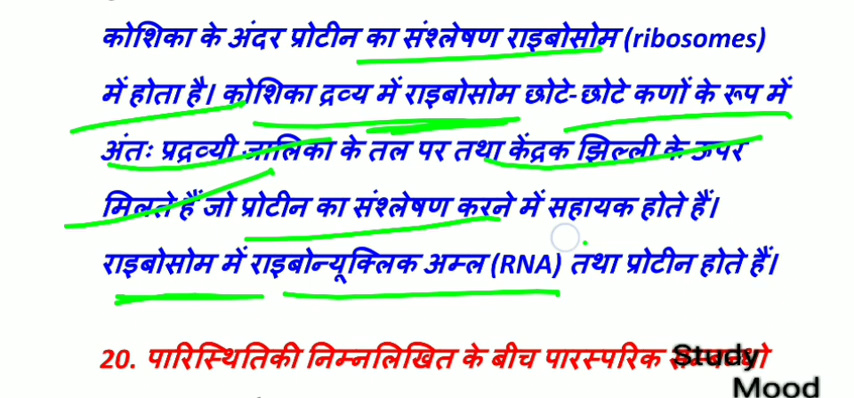 कोशिका के अंदर प्रोटीन का संश्लेषण राइबोसोम (ribosomes)
में होता है। कोशिका द्रव्य में राइबोसोम छोटे-छोटे कणों के रूप में
अंतः प्रद्रव्यी जालिका के तल पर तथा केंद्रक झिल्ली के ऊपर
मिलते हैं जो प्रोटीन का संश्लेषण करने में सहायक होते हैं।
राइबोसोम में राइबोन्यूक्लिक अम्ल (RNA) तथा प्रोटीन होते हैं।
20. पारिस्थितिकी निम्नलिखित के बीच पारस्परिक
Study
Mood